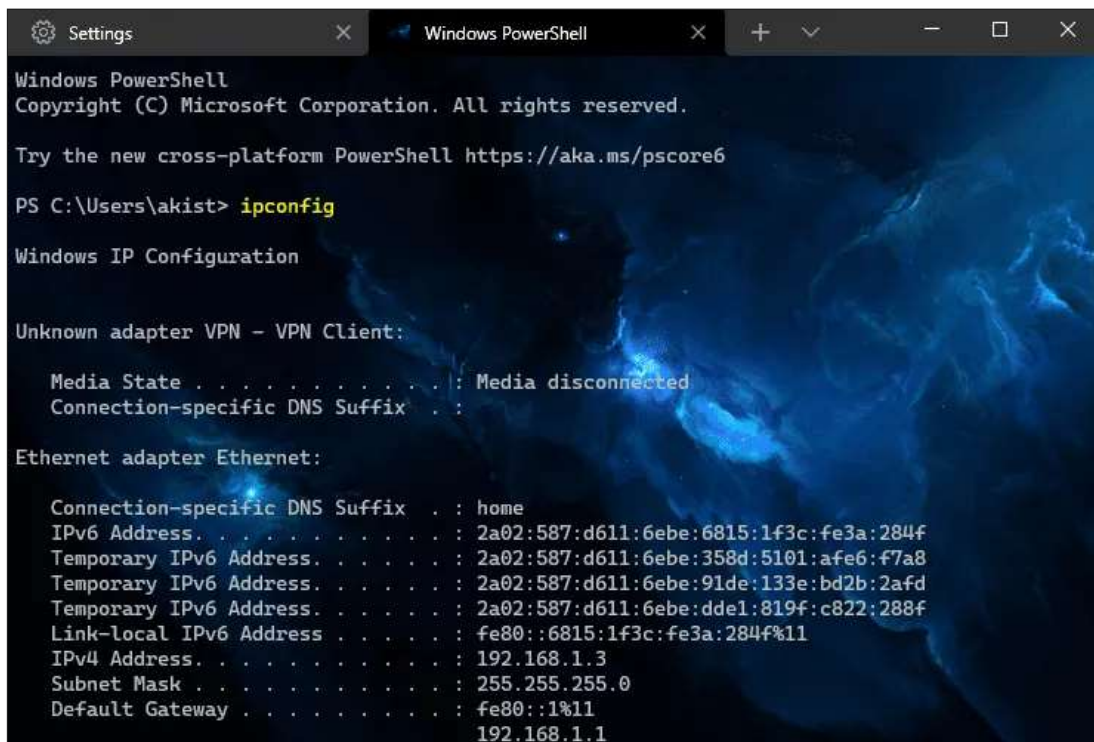 Settings
Windows PowerShell
Windows PowerShell
Copyright (C) Microsoft Corporation. All rights reserved.
Try the new cross-platform PowerShell https://aka.ms/pscore6
PS C:\Users\akist> ipconfig
Windows IP Configuration
Unknown adapter VPN - VPN Client:
Media State . . . . . . . . . . . : Media disconnected
Connection-specific DNS Suffix  . :
Ethernet adapter Ethernet:
Connection-specific DNS Suffix  . : home
IPv6 Address. . . . . . . . . . . : 2a02:587:d611:6ebe:6815:1f3c:fe3a:284f
Temporary IPv6 Address. . . . . . : 2a02:587:d611:6ebe:358d:5101:afe6:f7a8
Temporary IPv6 Address. . . . . . : 2a02:587:d611:6ebe:91de:133e:bd2b:2afd
Temporary IPv6 Address. . . . . . : 2a02:587:d611:6ebe:dde1:819f:c822:288f
Link-local IPv6 Address . . . . . : fe80::6815:1f3c:fe3a:284f%11
IPv4 Address. . . . . . . . . . . : 192.168.1.3
Subnet Mask . . . . . . . . . . . : 255.255.255.0
Default Gateway . . . . . . . . . : fe80::1%11
192.168.1.1